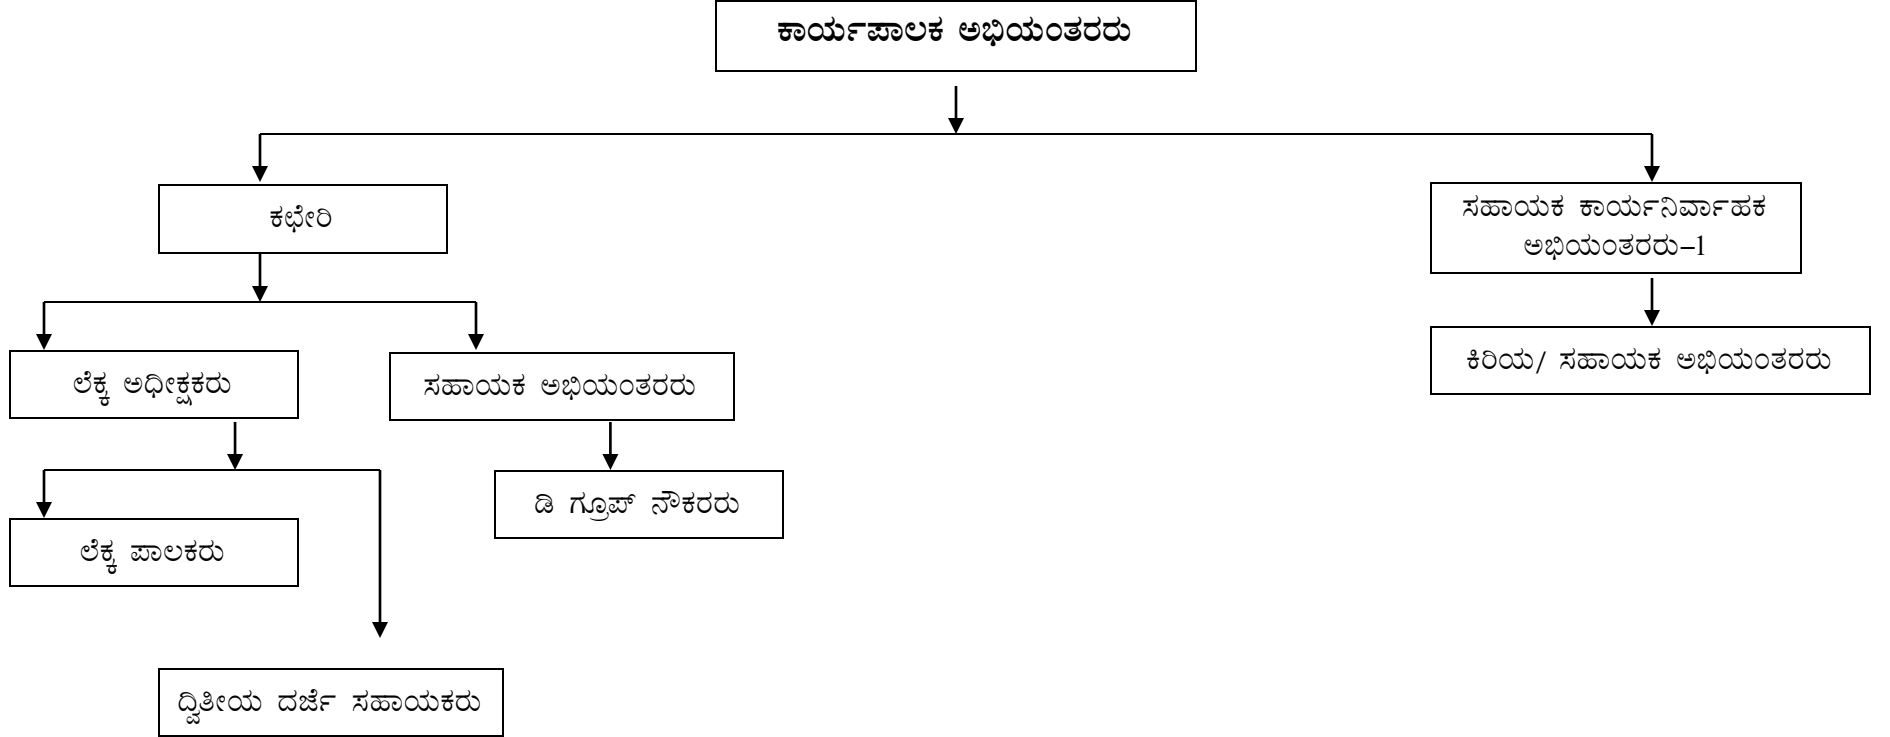 ಕಾರ್ಯಪಾಲಕ ಅಭಿಯಂತರರು
ಕಛೇರಿ
ಸಹಾಯಕ ಕಾರ್ಯನಿರ್ವಾಹಕ
ಅಭಿಯಂತರರು–1
ಲೆಕ್ಕ ಅಧೀಕ್ಷಕರು
ಸಹಾಯಕ ಅಭಿಯಂತರರು
ಕಿರಿಯ/ ಸಹಾಯಕ ಅಭಿಯಂತರರು
ಡಿ ಗ್ರೂಪ್ ನೌಕರರು
ಲೆಕ್ಕ ಪಾಲಕರು
ದ್ವಿತೀಯ ದರ್ಜೆ ಸಹಾಯಕರು